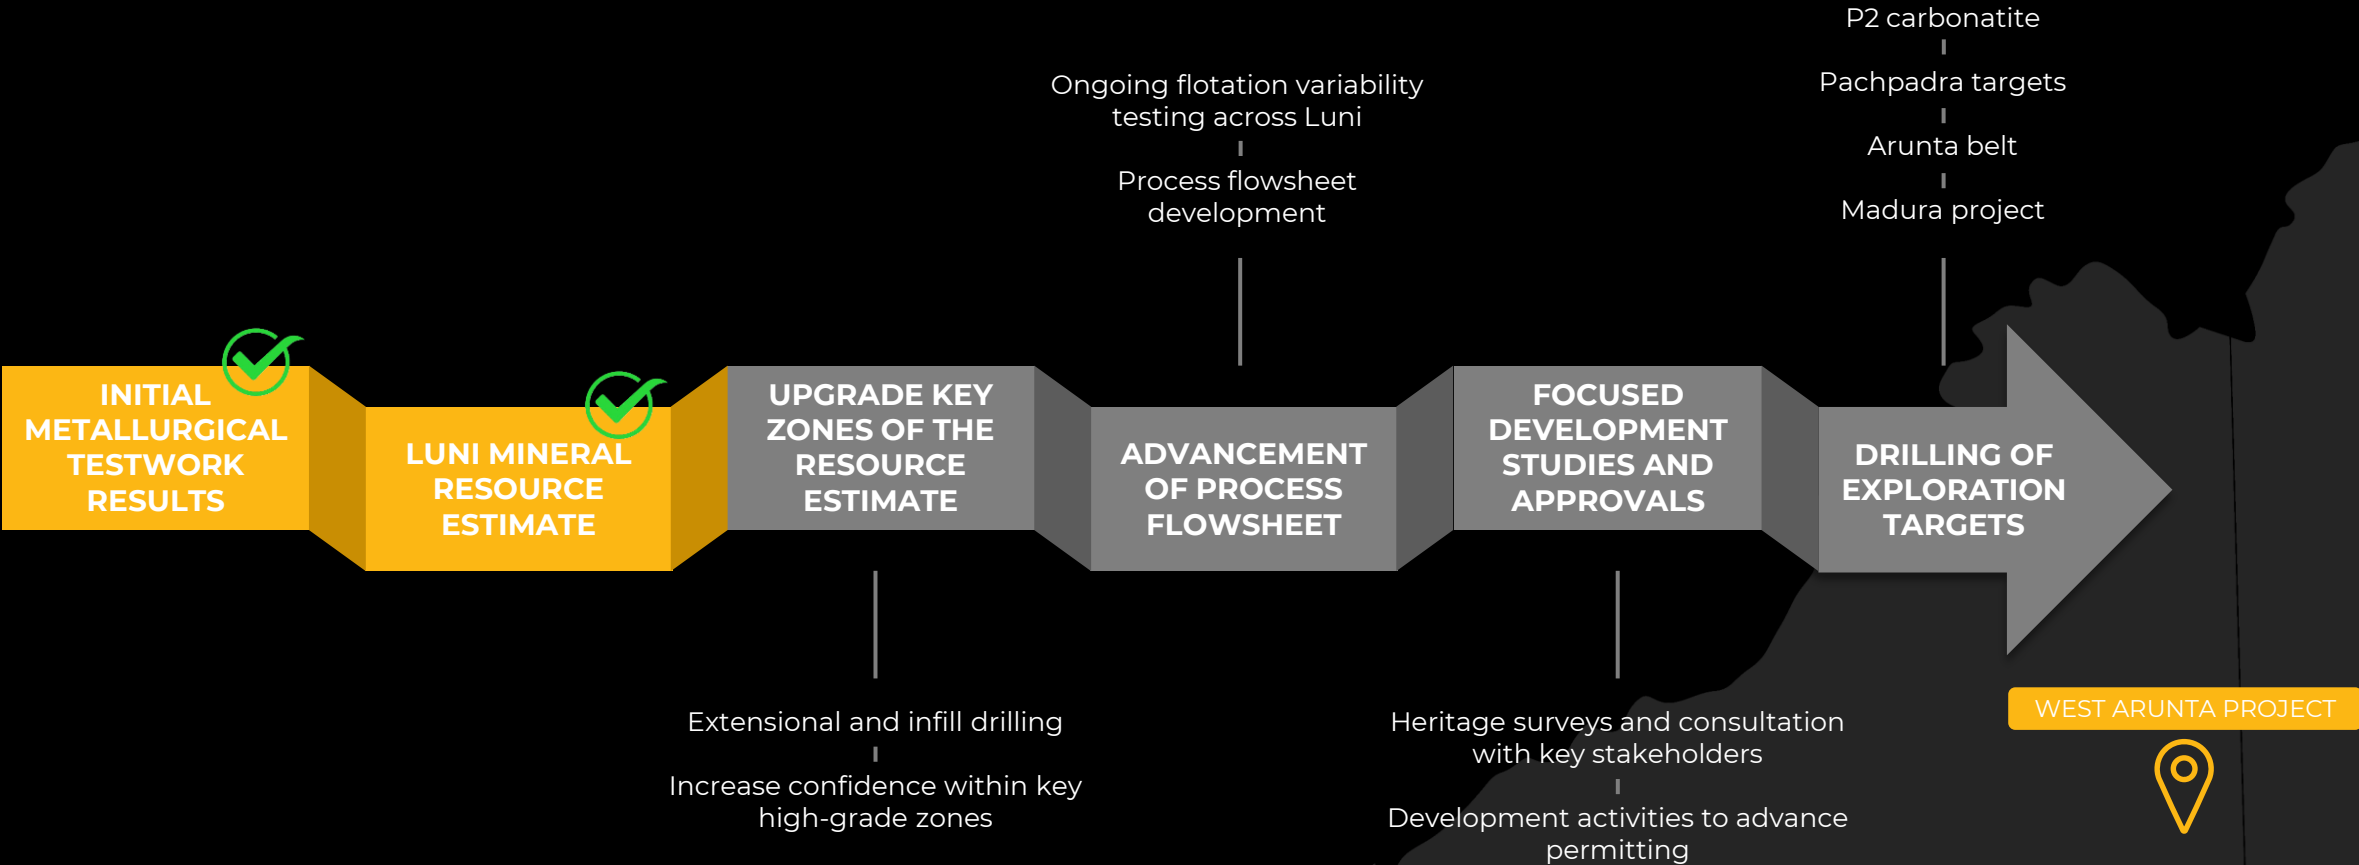 P2 carbonatite
Pachpadra targets
Arunta belt
Madura project
Ongoing flotation variability
testing across Luni
Process flowsheet
development
INITIAL
METALLURGICAL
TESTWORK
RESULTS
LUNI MINERAL
RESOURCE
ESTIMATE
UPGRADE KEY
ZONES OF THE
RESOURCE
ESTIMATE
ADVANCEMENT
OF PROCESS
FLOWSHEET
FOCUSED
DEVELOPMENT
STUDIES AND
APPROVALS
DRILLING OF
EXPLORATION
TARGETS
Extensional and infill drilling
Increase confidence within key
high-grade zones
Heritage surveys and consultation
with key stakeholders
Development activities to advance
permitting
WEST ARUNTA PROJECT